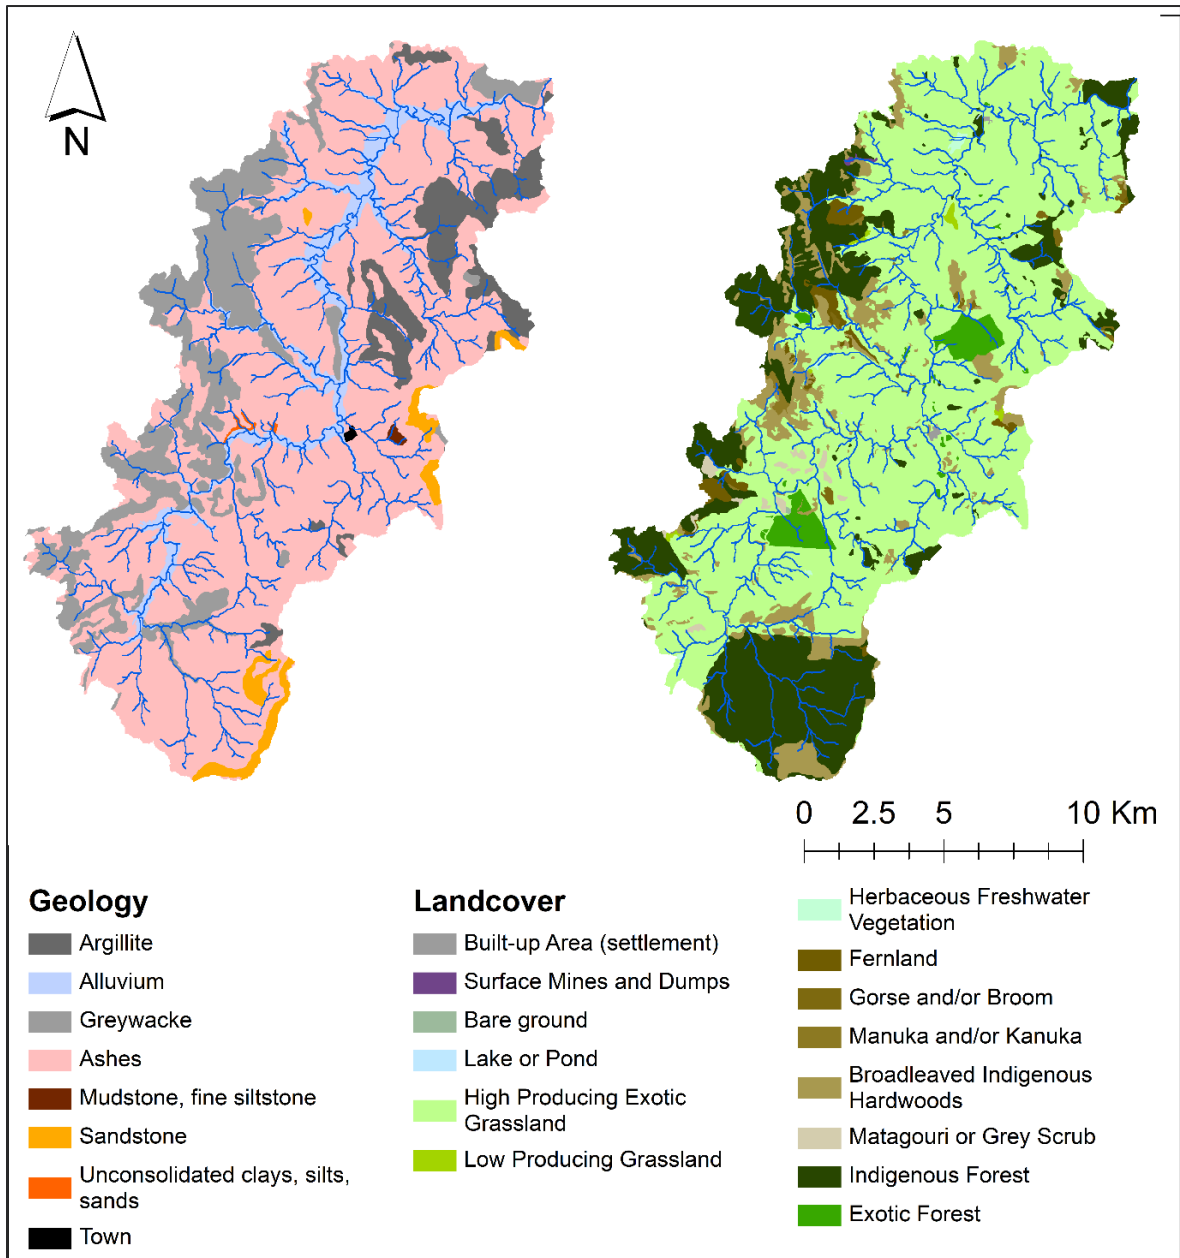 N
0 2.5 5 10 Km
Geology
Argillite
Alluvium
Greywacke
Ashes
Mudstone, fine siltstone
Sandstone
Unconsolidated clays, silts,
sands
Town
Landcover
Built-up Area (settlement)
Surface Mines and Dumps
Bare ground
Lake or Pond
High Producing Exotic
Grassland
Low Producing Grassland
Herbaceous Freshwater
Vegetation
Fernland
Gorse and/or Broom
Manuka and/or Kanuka
Broadleaved Indigenous
Hardwoods
Matagouri or Grey Scrub
Indigenous Forest
Exotic Forest